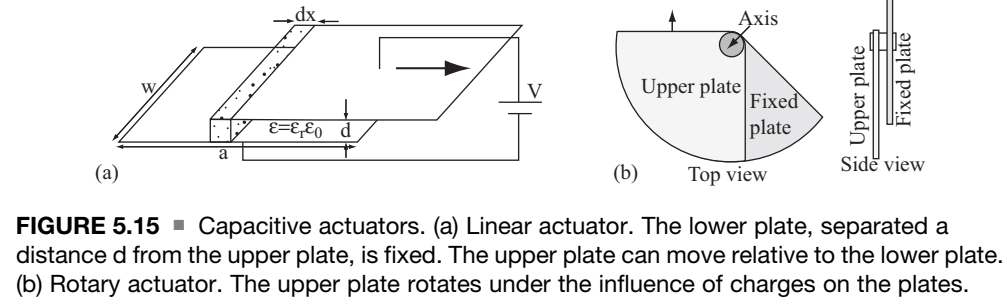 dx
w
V
ε=εrε0
d
a
(a)
Axis
Upper plate
Fixed
plate
(b)
Top view
Upper plate
Fixed plate
Side view
FIGURE 5.15 ■ Capacitive actuators. (a) Linear actuator. The lower plate, separated a
distance d from the upper plate, is fixed. The upper plate can move relative to the lower plate.
(b) Rotary actuator. The upper plate rotates under the influence of charges on the plates.